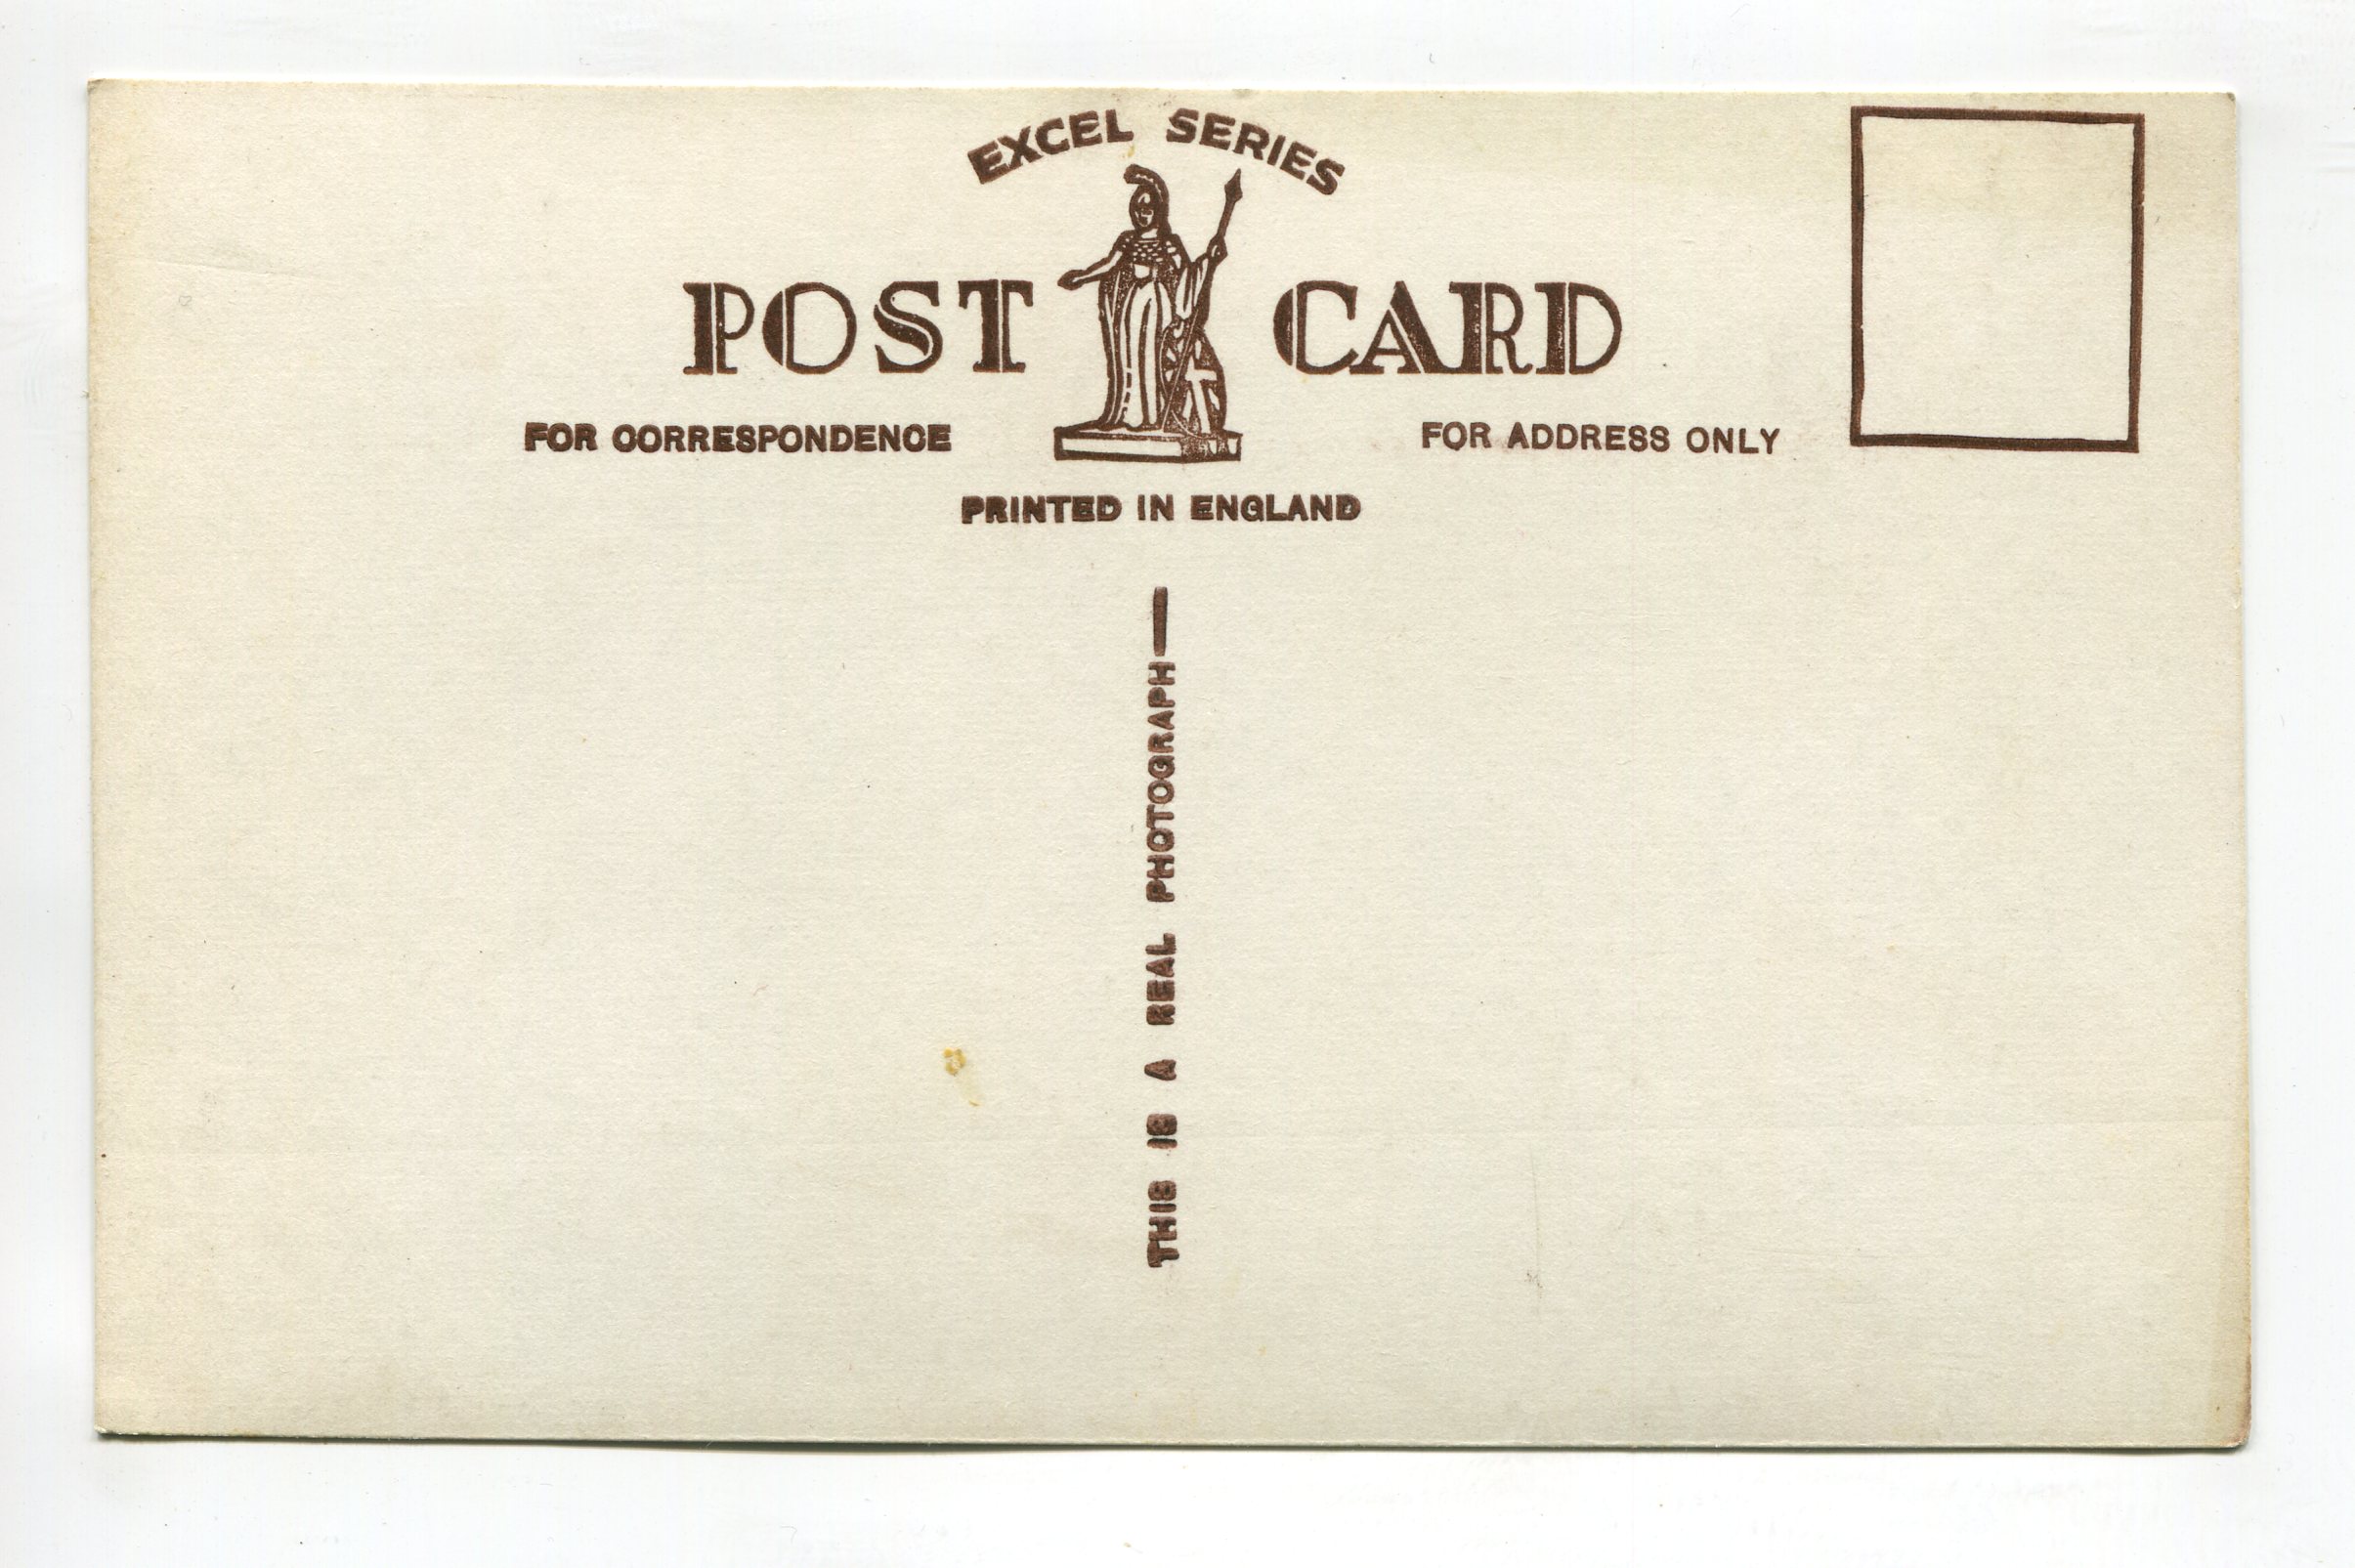 EXCEL SERIES
POST CARD
FOR CORRESPONDENCE
FOR ADDRESS ONLY
PRINTED IN ENGLAND
THIS IS A REAL PHOTOGRAPH